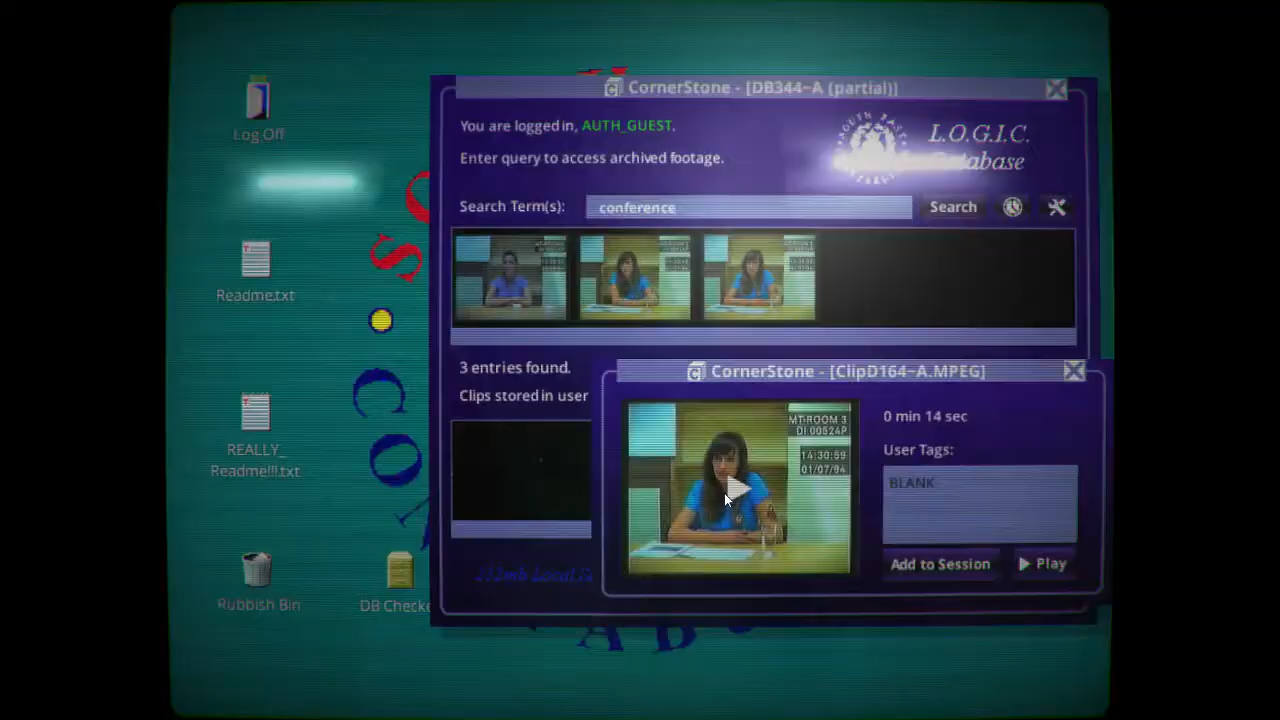 CornerStone - [DB344~A (partial)]
You are logged in, AUTH_GUEST.
Enter query to access archived footage.
L.O.G.I.C.
Database
SOUTH EAST
Search Term(s): conference Search
3 entries found.
Clips stored in user
CornerStone - [ClipD164~A.MPEG]
MT-ROOM 3
14:30:59
01/07/94
0 min 14 sec
User Tags:
BLANK
Add to Session
Play
Log Off
Readme.txt
REALLY_
Readme!!!.txt
Rubbish Bin
DB Checke